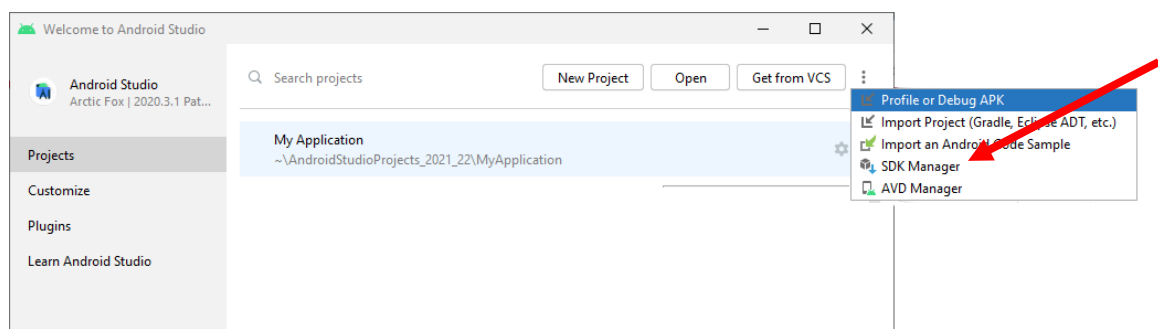 Welcome to Android Studio
Android Studio
Arctic Fox | 2020.3.1 Pat...
Search projects
New Project
Open
Get from VCS
Profile or Debug APK
Import Project (Gradle, Eclipse ADT, etc.)
Import an Android Code Sample
SDK Manager
AVD Manager
My Application
~\AndroidStudioProjects_2021_22\MyApplication
Projects
Customize
Plugins
Learn Android Studio